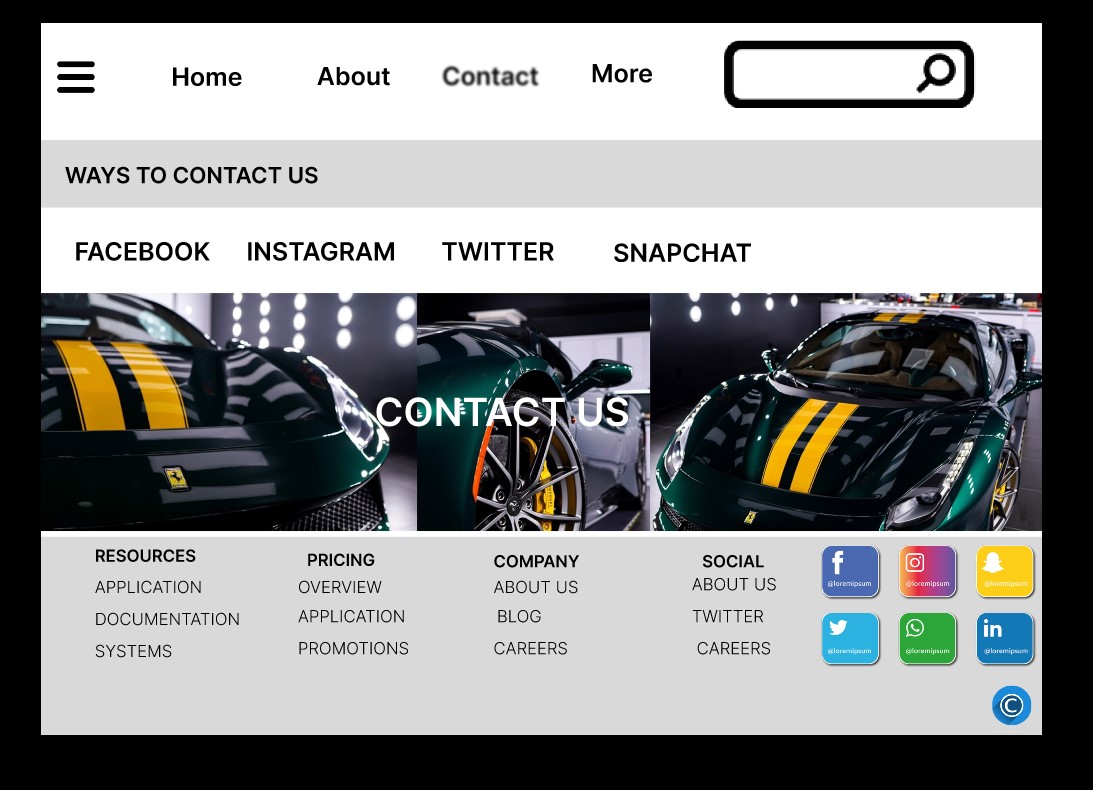 Home About Contact More
WAYS TO CONTACT US
FACEBOOK INSTAGRAM TWITTER SNAPCHAT
CONTACT US
RESOURCES
APPLICATION
DOCUMENTATION
SYSTEMS
PRICING
OVERVIEW
APPLICATION
PROMOTIONS
COMPANY
ABOUT US
BLOG
CAREERS
SOCIAL
ABOUT US
TWITTER
CAREERS
@loremipsum @loremipsum @loremipsum
@loremipsum @loremipsum @loremipsum
©